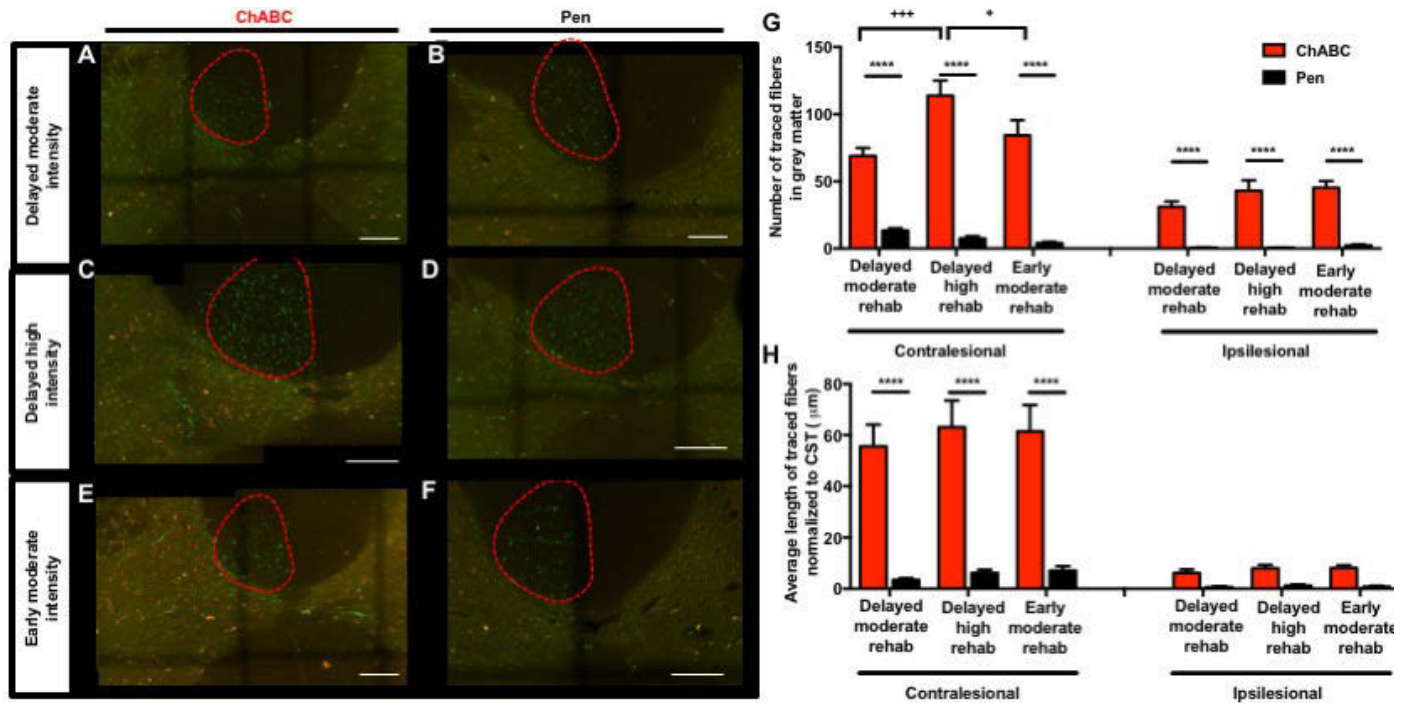 ChABC
Pen
Delayed moderate
intensity
A
B
Delayed high
intensity
C
D
Early moderate
intensity
E
F
G
+++
+
ChABC
Pen
Number of traced fibers
in grey matter
150
100
50
0
****
****
****
****
****
****
Delayed
moderate
rehab
Delayed
high
rehab
Early
moderate
rehab
Delayed
moderate
rehab
Delayed
high
rehab
Early
moderate
rehab
Contralesional
Ipsilesional
H
Average length of traced fibers
normalized to CST ( µm)
80
60
40
20
0
****
****
****
Delayed
moderate
rehab
Delayed
high
rehab
Early
moderate
rehab
Delayed
moderate
rehab
Delayed
high
rehab
Early
moderate
rehab
Contralesional
Ipsilesional